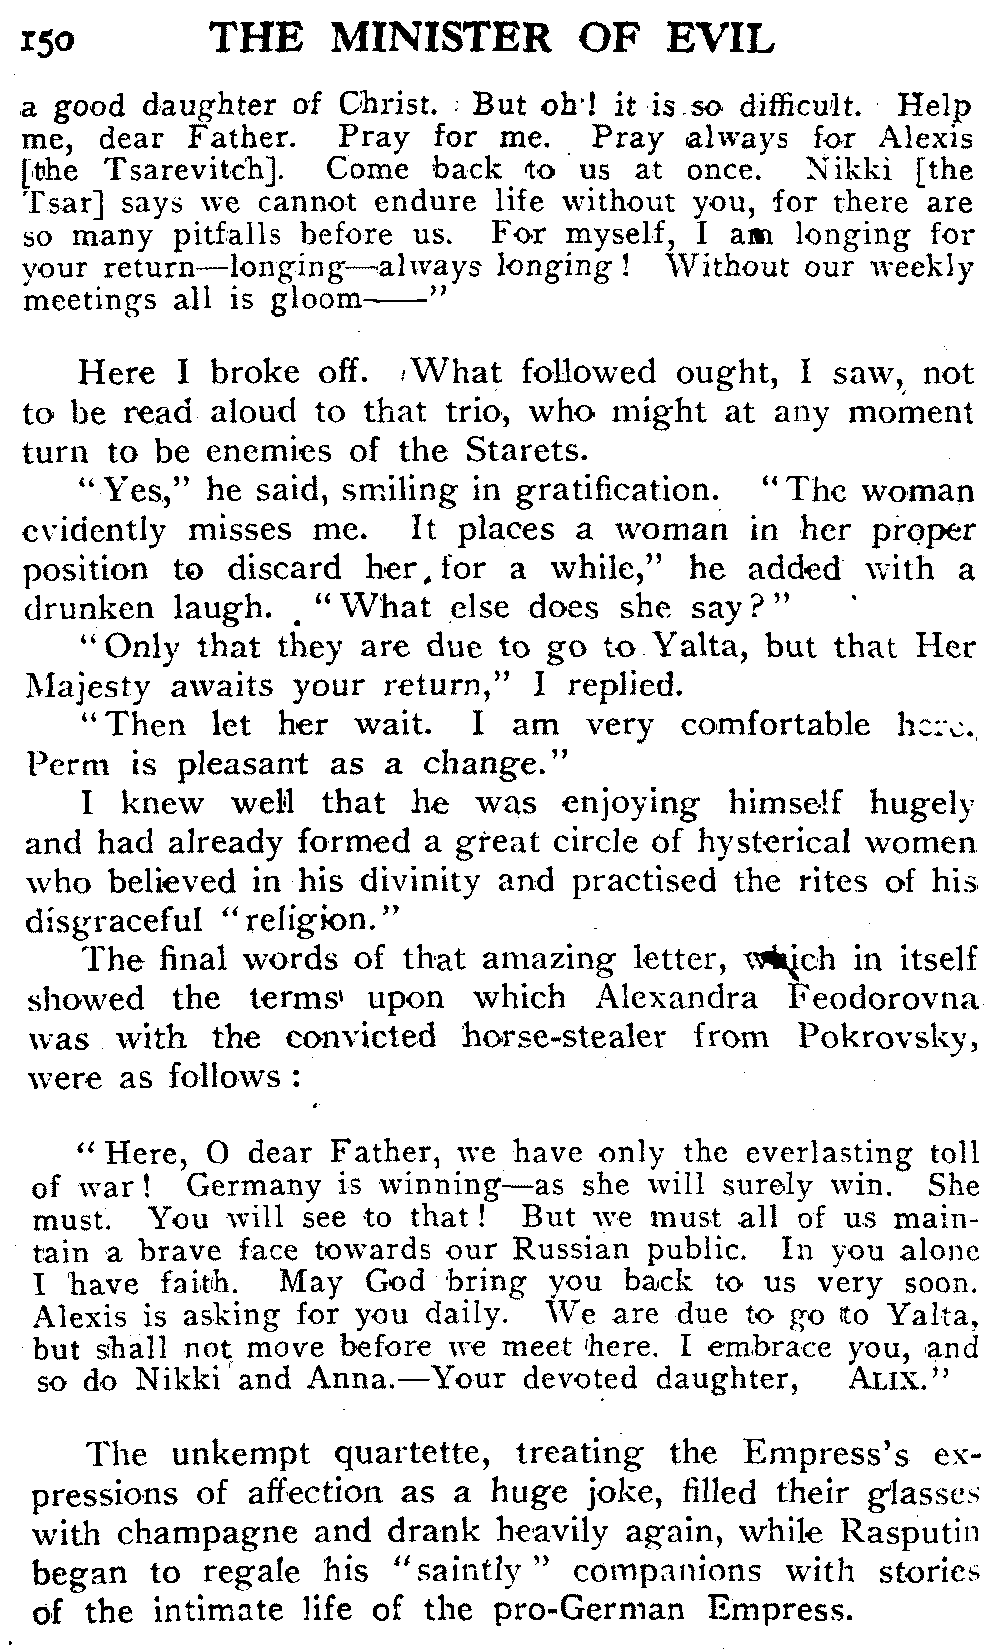 150 THE MINISTER OF EVIL
a good daughter of Christ. But oh! it is so difficult. Help
me, dear Father. Pray for me. Pray always for Alexis
[the Tsarevitch]. Come back to us at once. Nikki [the
Tsar] says we cannot endure life without you, for there are
so many pitfalls before us. For myself, I am longing for
your return—longing—always longing! Without our weekly
meetings all is gloom——"
Here I broke off. What followed ought, I saw, not
to be read aloud to that trio, who might at any moment
turn to be enemies of the Starets.
"Yes," he said, smiling in gratification. "The woman
evidently misses me. It places a woman in her proper
position to discard her for a while," he added with a
drunken laugh. "What else does she say?"
"Only that they are due to go to Yalta, but that Her
Majesty awaits your return," I replied.
"Then let her wait. I am very comfortable here.
Perm is pleasant as a change."
I knew well that he was enjoying himself hugely
and had already formed a great circle of hysterical women
who believed in his divinity and practised the rites of his
disgraceful "religion."
The final words of that amazing letter, which in itself
showed the terms upon which Alexandra Feodorovna
was with the convicted horse-stealer from Pokrovsky,
were as follows:
"Here, O dear Father, we have only the everlasting toll
of war! Germany is winning—as she will surely win. She
must. You will see to that! But we must all of us main-
tain a brave face towards our Russian public. In you alone
I have faith. May God bring you back to us very soon.
Alexis is asking for you daily. We are due to go to Yalta,
but shall not move before we meet here. I embrace you, and
so do Nikki and Anna.—Your devoted daughter, ALIX."
The unkempt quartette, treating the Empress's ex-
pressions of affection as a huge joke, filled their glasses
with champagne and drank heavily again, while Rasputin
began to regale his "saintly" companions with stories
of the intimate life of the pro-German Empress.